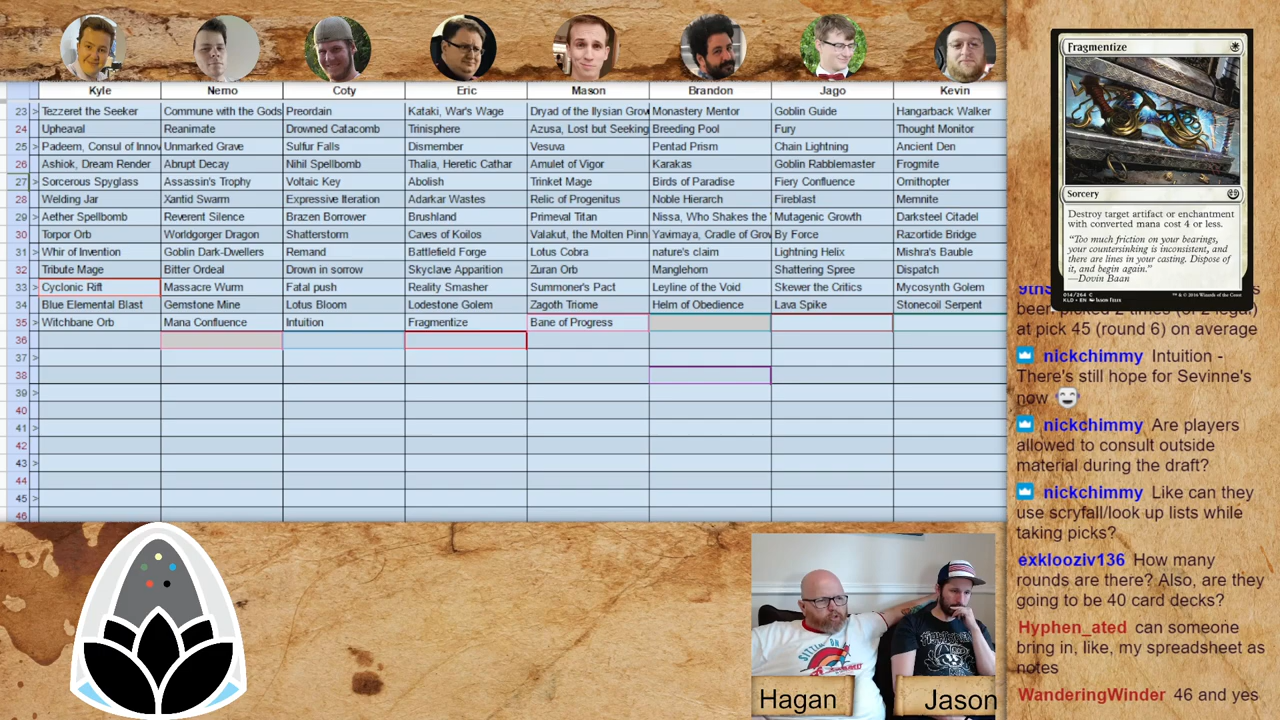 Kyle Nemo Coty Eric Mason Brandon Jago Kevin
23 > Tezzeret the Seeker Commune with the Gods Preordain Kataki, War's Wage Dryad of the Ilysian Grov Monastery Mentor Goblin Guide Hangarback Walker
24 Upheaval Reanimate Drowned Catacomb Trinisphere Azusa, Lost but Seeking Breeding Pool Fury Thought Monitor
25 > Padeem, Consul of Innov Unmarked Grave Sulfur Falls Dismember Vesuva Pentad Prism Chain Lightning Ancient Den
26 Ashiok, Dream Render Abrupt Decay Nihil Spellbomb Thalia, Heretic Cathar Amulet of Vigor Karakas Goblin Rabblemaster Frogmite
27 > Sorcerous Spyglass Assassin's Trophy Voltaic Key Abolish Trinket Mage Birds of Paradise Fiery Confluence Ornithopter
28 Welding Jar Xantid Swarm Expressive Iteration Adarkar Wastes Relic of Progenitus Noble Hierarch Fireblast Memnite
29 > Aether Spellbomb Reverent Silence Brazen Borrower Brushland Primeval Titan Nissa, Who Shakes the Mutagenic Growth Darksteel Citadel
30 Torpor Orb Worldgorger Dragon Shatterstorm Caves of Koilos Valakut, the Molten Pinn Yavimaya, Cradle of Grov By Force Razortide Bridge
31 > Whir of Invention Goblin Dark-Dwellers Remand Battlefield Forge Lotus Cobra nature's claim Lightning Helix Mishra's Bauble
32 Tribute Mage Bitter Ordeal Drown in sorrow Skyclave Apparition Zuran Orb Manglehorn Shattering Spree Dispatch
33 > Cyclonic Rift Massacre Wurm Fatal push Reality Smasher Summoner's Pact Leyline of the Void Skewer the Critics Mycosynth Golem
34 Blue Elemental Blast Gemstone Mine Lotus Bloom Lodestone Golem Zagoth Triome Helm of Obedience Lava Spike Stonecoil Serpent
35 > Witchbane Orb Mana Confluence Intuition Fragmentize Bane of Progress
36
37 >
38
39 >
40
41 >
42
43 >
44
45 >
46
Fragmentize
Sorcery
Destroy target artifact or enchantment
with converted mana cost 4 or less.
"Too much friction on your bearings,
your countersinking is inconsistent, and
there are lines in your casting. Dispose of
it, and begin again."
—Dovin Baan
014/264 C
at pick 45 (round 6) on average
nickchimmy Intuition -
There's still hope for Sevinne's
now
nickchimmy Are players
allowed to consult outside
material during the draft?
nickchimmy Like can they
use scryfall/look up lists while
taking picks?
exklooziv136 How many
rounds are there? Also, are they
going to be 40 card decks?
Hyphen_ated can someone
bring in, like, my spreadsheet as
notes
WanderingWinder 46 and yes
Hagan
Jason